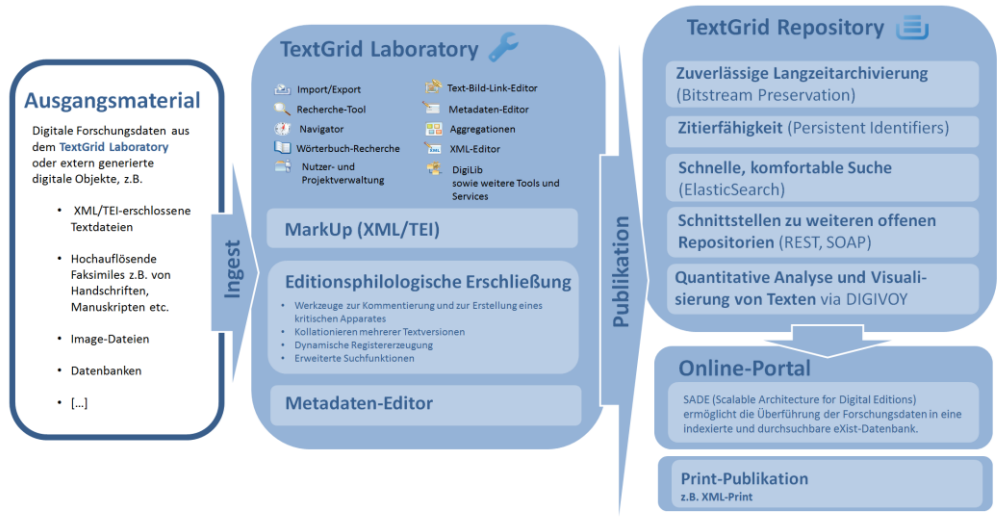 Ausgangsmaterial
Digitale Forschungsdaten aus
dem TextGrid Laboratory
oder extern generierte
digitale Objekte, z.B.
• XML/TEI-erschlossene
Textdateien
• Hochauflösende
Faksimiles z.B. von
Handschriften,
Manuskripten etc.
• Image-Dateien
• Datenbanken
• [...]
Ingest
TextGrid Laboratory
Import/Export
Recherche-Tool
Navigator
Wörterbuch-Recherche
Nutzer- und
Projektverwaltung
Text-Bild-Link-Editor
Metadaten-Editor
Aggregationen
XML-Editor
DigiLib
sowie weitere Tools und
Services
MarkUp (XML/TEI)
Editionsphilologische Erschließung
• Werkzeuge zur Kommentierung und zur Erstellung eines
kritischen Apparates
• Kollationieren mehrerer Textversionen
• Dynamische Registererzeugung
• Erweiterte Suchfunktionen
Metadaten-Editor
Publikation
TextGrid Repository
Zuverlässige Langzeitarchivierung
(Bitstream Preservation)
Zitierfähigkeit (Persistent Identifiers)
Schnelle, komfortable Suche
(ElasticSearch)
Schnittstellen zu weiteren offenen
Repositorien (REST, SOAP)
Quantitative Analyse und Visuali-
sierung von Texten via DIGIVOY
Online-Portal
SADE (Scalable Architecture for Digital Editions)
ermöglicht die Überführung der Forschungsdaten in eine
indexierte und durchsuchbare eXist-Datenbank.
Print-Publikation
z.B. XML-Print